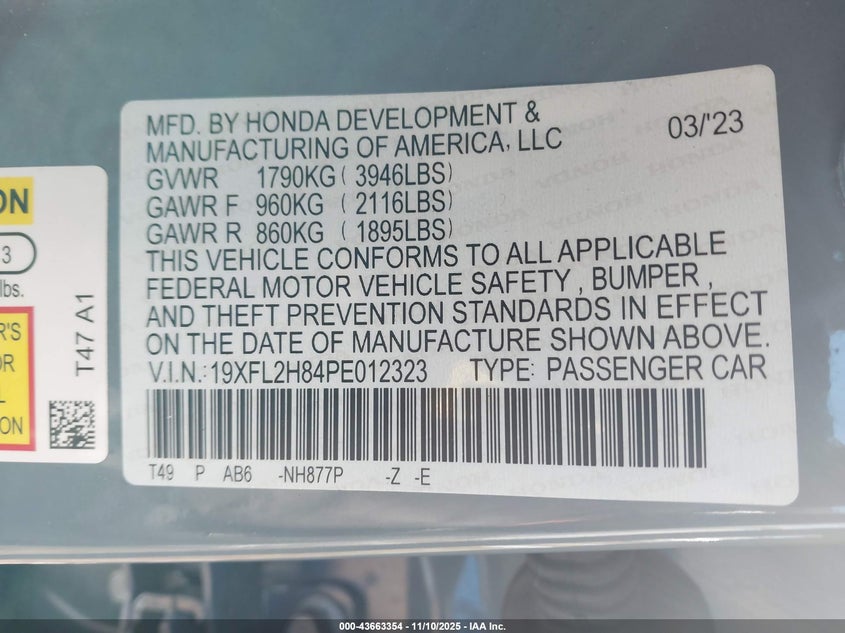 ON
3
lbs.
R'S
OR
L
ION
T47 A1
MFD. BY HONDA DEVELOPMENT &
MANUFACTURING OF AMERICA, LLC
03/'23
GVWR 1790KG ( 3946LBS)
GAWR F 960KG ( 2116LBS)
GAWR R 860KG ( 1895LBS)
THIS VEHICLE CONFORMS TO ALL APPLICABLE
FEDERAL MOTOR VEHICLE SAFETY , BUMPER ,
AND THEFT PREVENTION STANDARDS IN EFFECT
ON THE DATE OF MANUFACTURE SHOWN ABOVE.
V.I.N.: 19XFL2H84PE012323 TYPE: PASSENGER CAR
T49 P AB6 -NH877P -Z -E
000-43663354 — 11/10/2025 — IAA Inc.